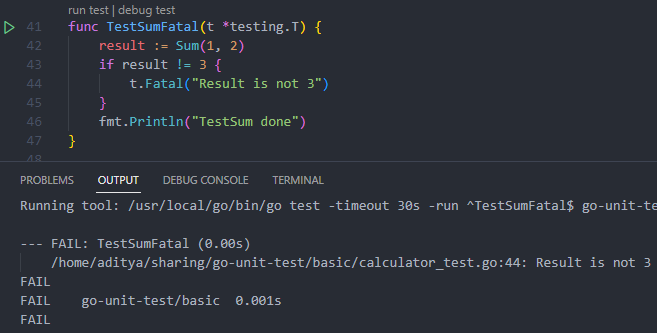 run test | debug test
41 func TestSumFatal(t *testing.T) {
42     result := Sum(1, 2)
43     if result != 3 {
44         t.Fatal("Result is not 3")
45     }
46     fmt.Println("TestSum done")
47 }
48
PROBLEMS OUTPUT DEBUG CONSOLE TERMINAL
Running tool: /usr/local/go/bin/go test -timeout 30s -run ^TestSumFatal$ go-unit-te
--- FAIL: TestSumFatal (0.00s)
    /home/aditya/sharing/go-unit-test/basic/calculator_test.go:44: Result is not 3
FAIL
FAIL    go-unit-test/basic  0.001s
FAIL